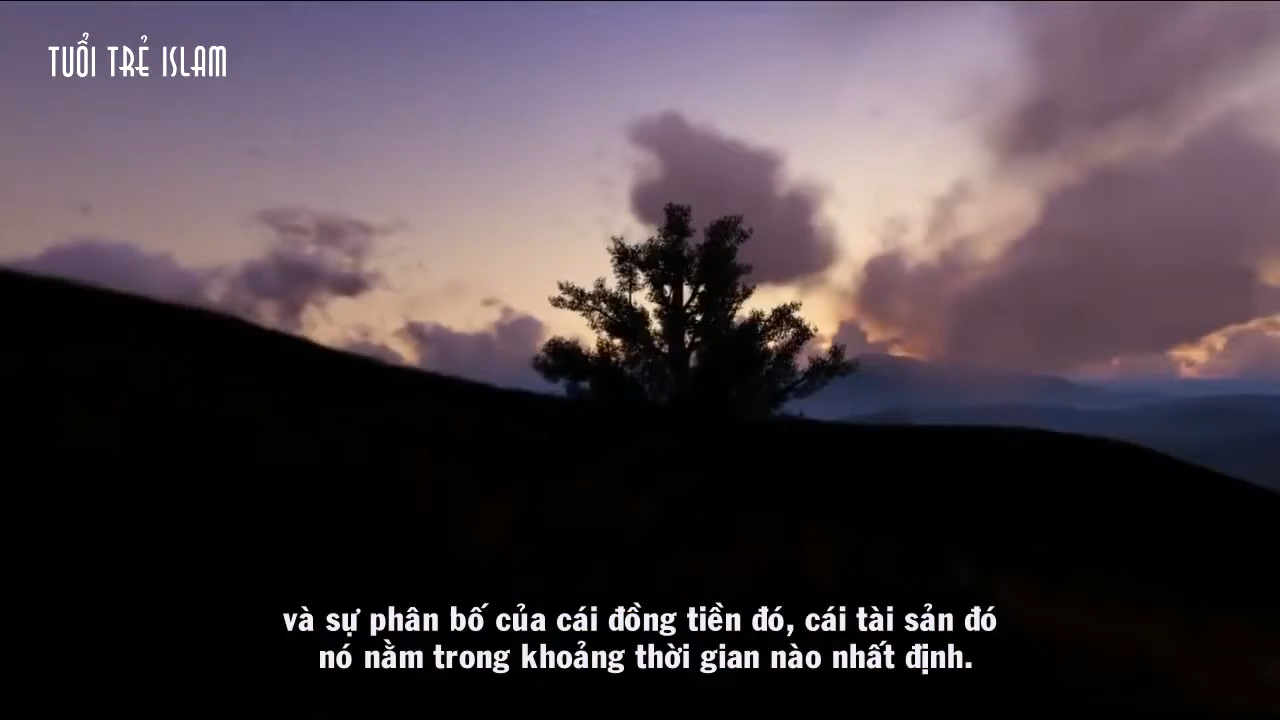 TUỔI TRẺ ISLAM
và sự phân bố của cái đồng tiền đó, cái tài sản đó
nó nằm trong khoảng thời gian nào nhất định.